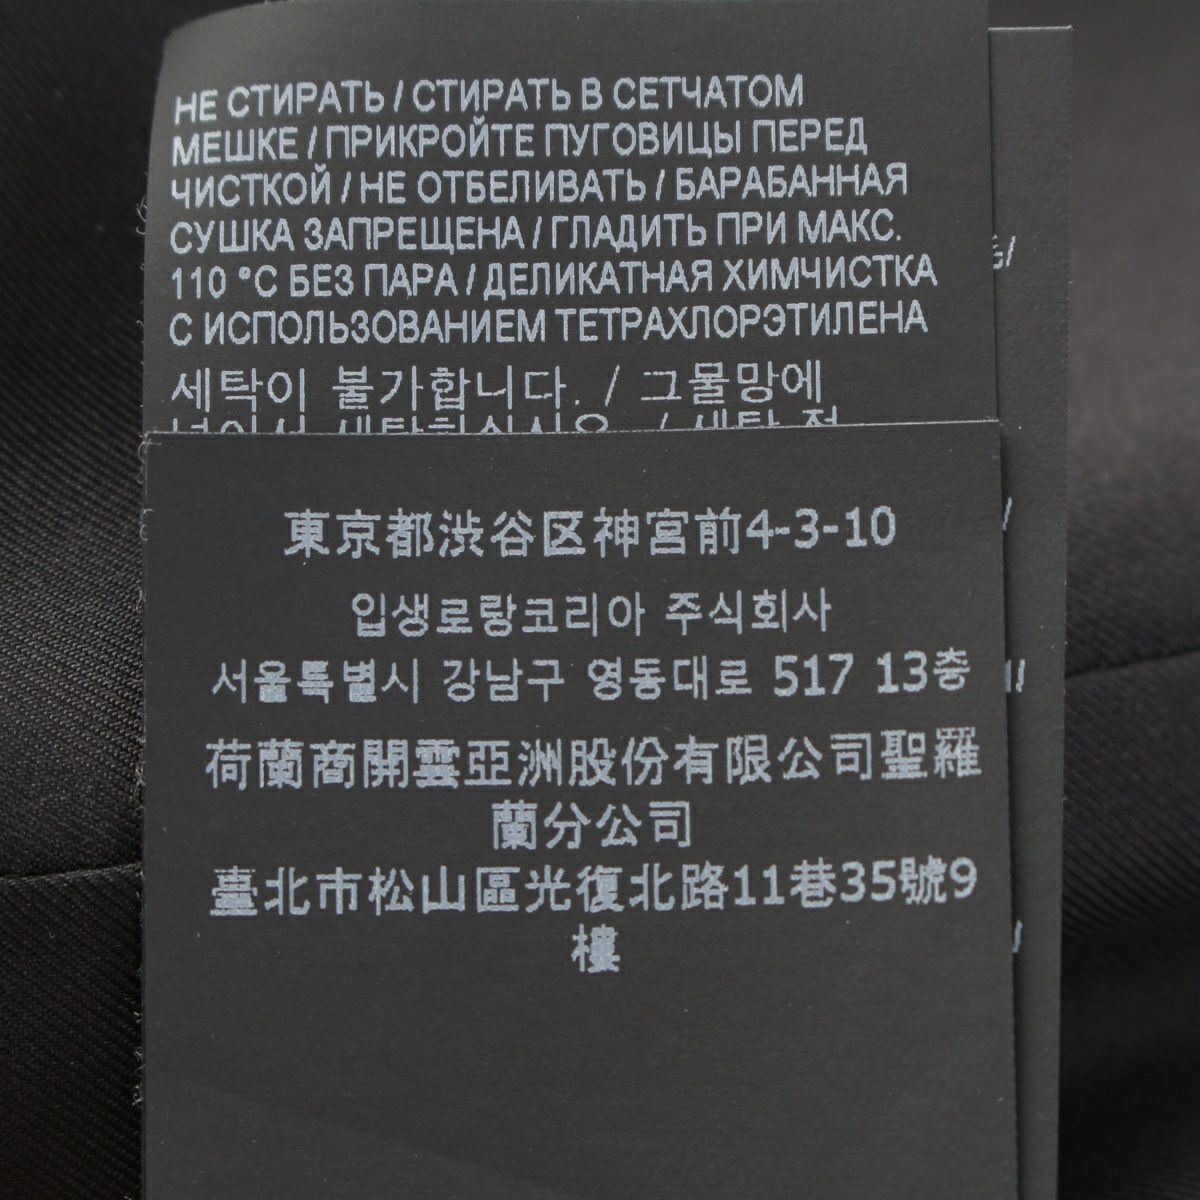 НЕ СТИРАТЬ / СТИРАТЬ В СЕТЧАТОМ
МЕШКЕ / ПРИКРОЙТЕ ПУГОВИЦЫ ПЕРЕД
ЧИСТКОЙ / НЕ ОТБЕЛИВАТЬ / БАРАБАННАЯ
СУШКА ЗАПРЕЩЕНА / ГЛАДИТЬ ПРИ МАКС.
110 °C БЕЗ ПАРА / ДЕЛИКАТНАЯ ХИМЧИСТКА
С ИСПОЛЬЗОВАНИЕМ ТЕТРАХЛОРЭТИЛЕНА
세탁이 불가합니다. / 그물망에
東京都渋谷区神宮前4-3-10
입생로랑코리아 주식회사
서울특별시 강남구 영동대로 517 13층
荷蘭商開雲亞洲股份有限公司聖羅
蘭分公司
臺北市松山區光復北路11巷35號9
樓